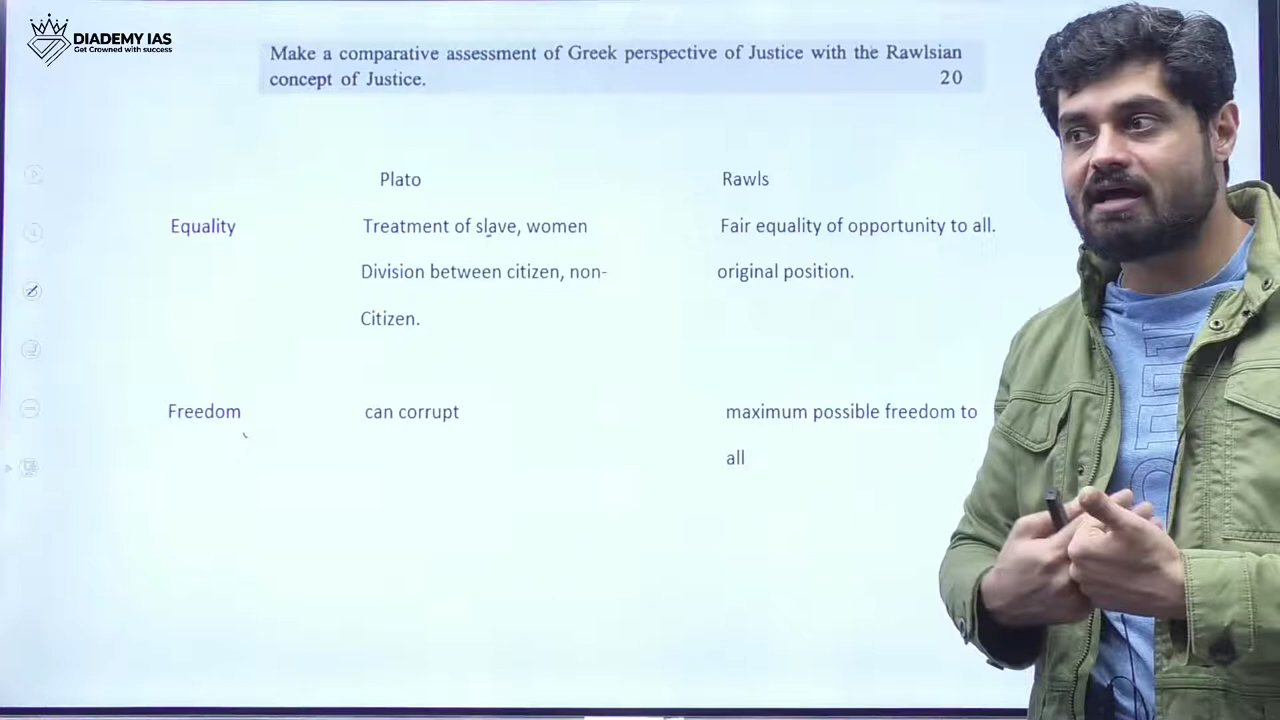 DIADEMY IAS
Get Crowned with success
Make a comparative assessment of Greek perspective of Justice with the Rawlsian
concept of Justice. 20
Plato Rawls
Equality Treatment of slave, women Fair equality of opportunity to all.
Division between citizen, non- original position.
Citizen.
Freedom can corrupt maximum possible freedom to
all